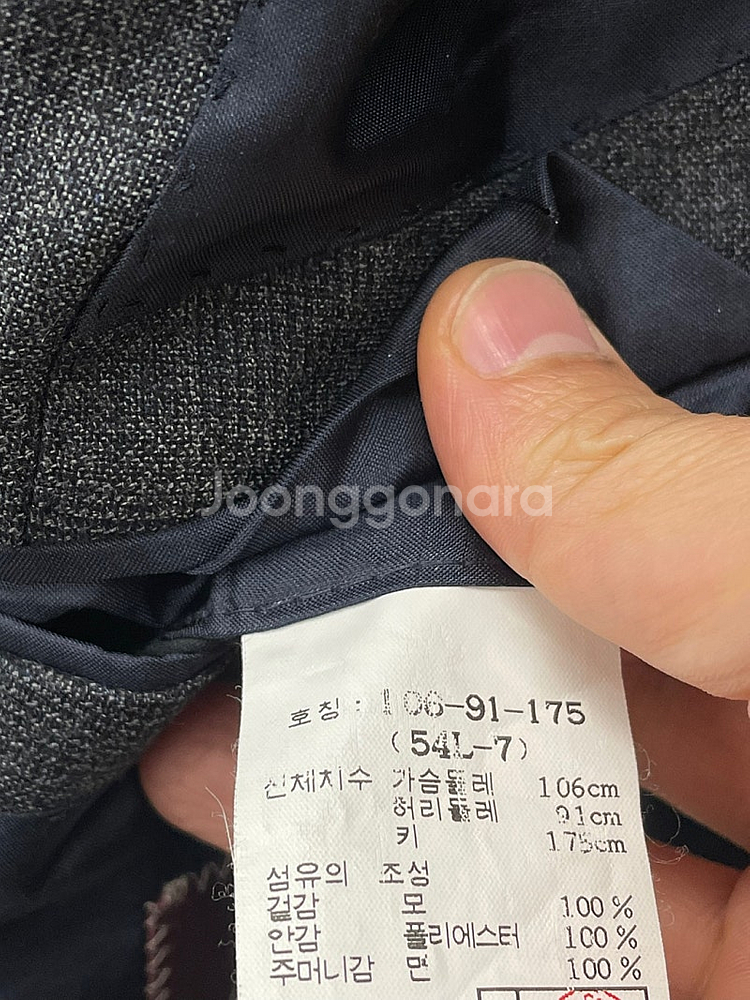 Joonggonara
호칭 : 106-91-175
(54L-7)
신체치수 가슴둘레 106cm
허리둘레 91cm
키 175cm
섬유의 조성
겉감 모 100 %
안감 폴리에스터 100 %
주머니감 면 100 %